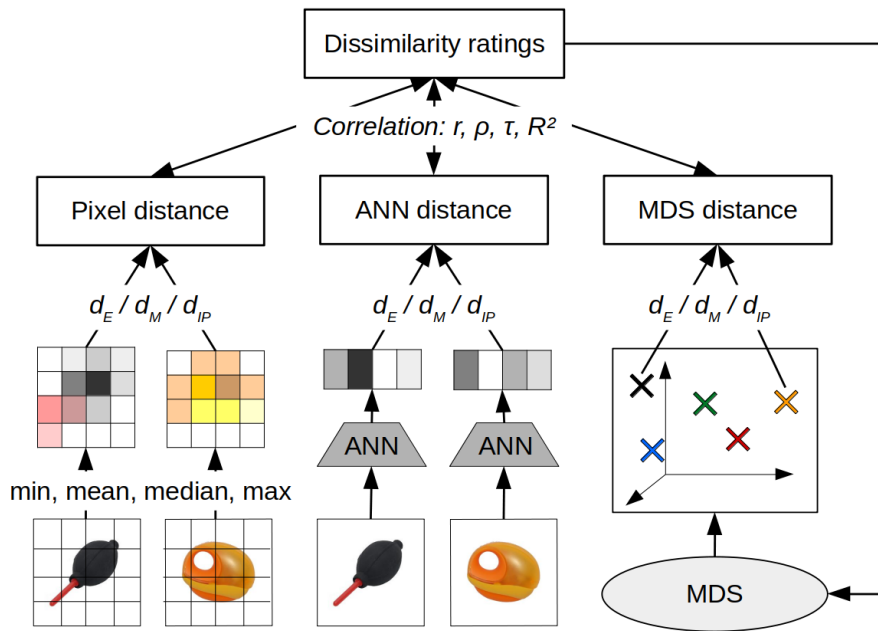 Dissimilarity ratings
Correlation: r, ρ, τ, R²
Pixel distance
ANN distance
MDS distance
d_E / d_M / d_IP
d_E / d_M / d_IP
d_E / d_M / d_IP
ANN
ANN
min, mean, median, max
MDS